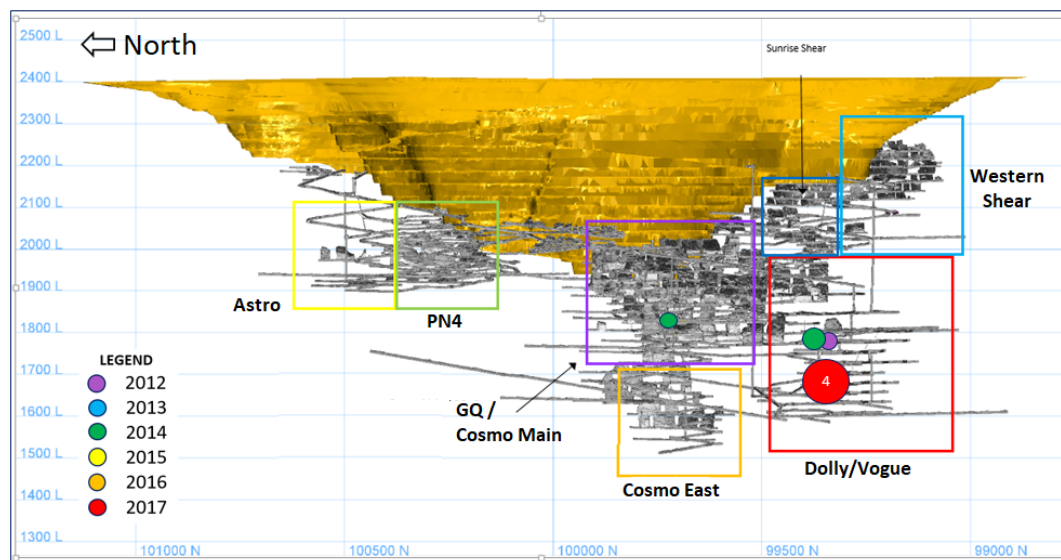 2500 L
North
Sunrise Shear
2400 L
2300 L
2200 L
Western
Shear
2100 L
2000 L
1900 L
Astro
PN4
1800 L
LEGEND
2012
2013
2014
2015
2016
2017
1700 L
4
1600 L
GQ /
Cosmo Main
1500 L
Cosmo East
Dolly/Vogue
1400 L
1300 L
101000 N
100500 N
100000 N
99500 N
99000 N